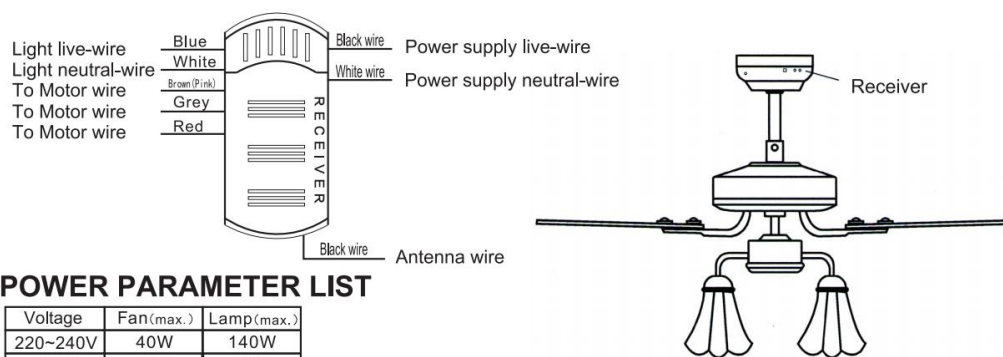 Light live-wire Blue Black wire Power supply live-wire
Light neutral-wire White White wire Power supply neutral-wire
To Motor wire Brown(Pink)
To Motor wire Grey
To Motor wire Red
RECEIVER
Receiver
Black wire Antenna wire
POWER PARAMETER LIST
Voltage Fan(max.) Lamp(max.)
220~240V 40W 140W